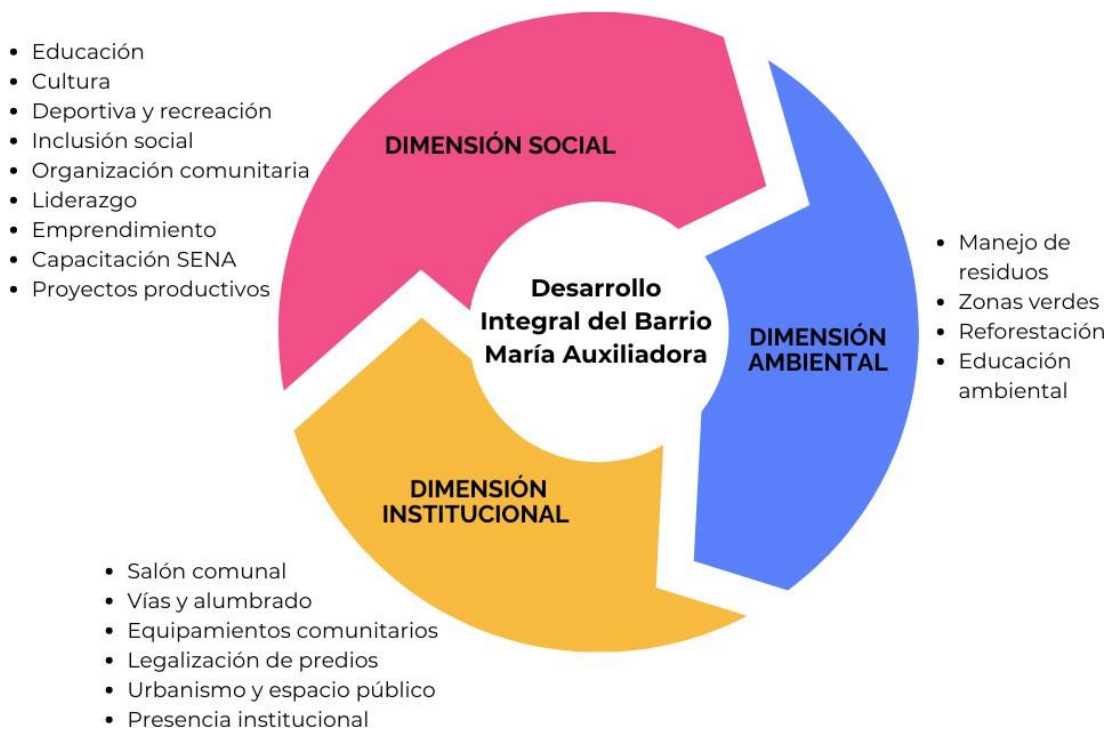 Educación
Cultura
Deportiva y recreación
Inclusión social
Organización comunitaria
Liderazgo
Emprendimiento
Capacitación SENA
Proyectos productivos
DIMENSIÓN SOCIAL
Desarrollo
Integral del Barrio
María Auxiliadora
DIMENSIÓN
AMBIENTAL
Manejo de
residuos
Zonas verdes
Reforestación
Educación
ambiental
DIMENSIÓN
INSTITUCIONAL
Salón comunal
Vías y alumbrado
Equipamientos comunitarios
Legalización de predios
Urbanismo y espacio público
Presencia institucional